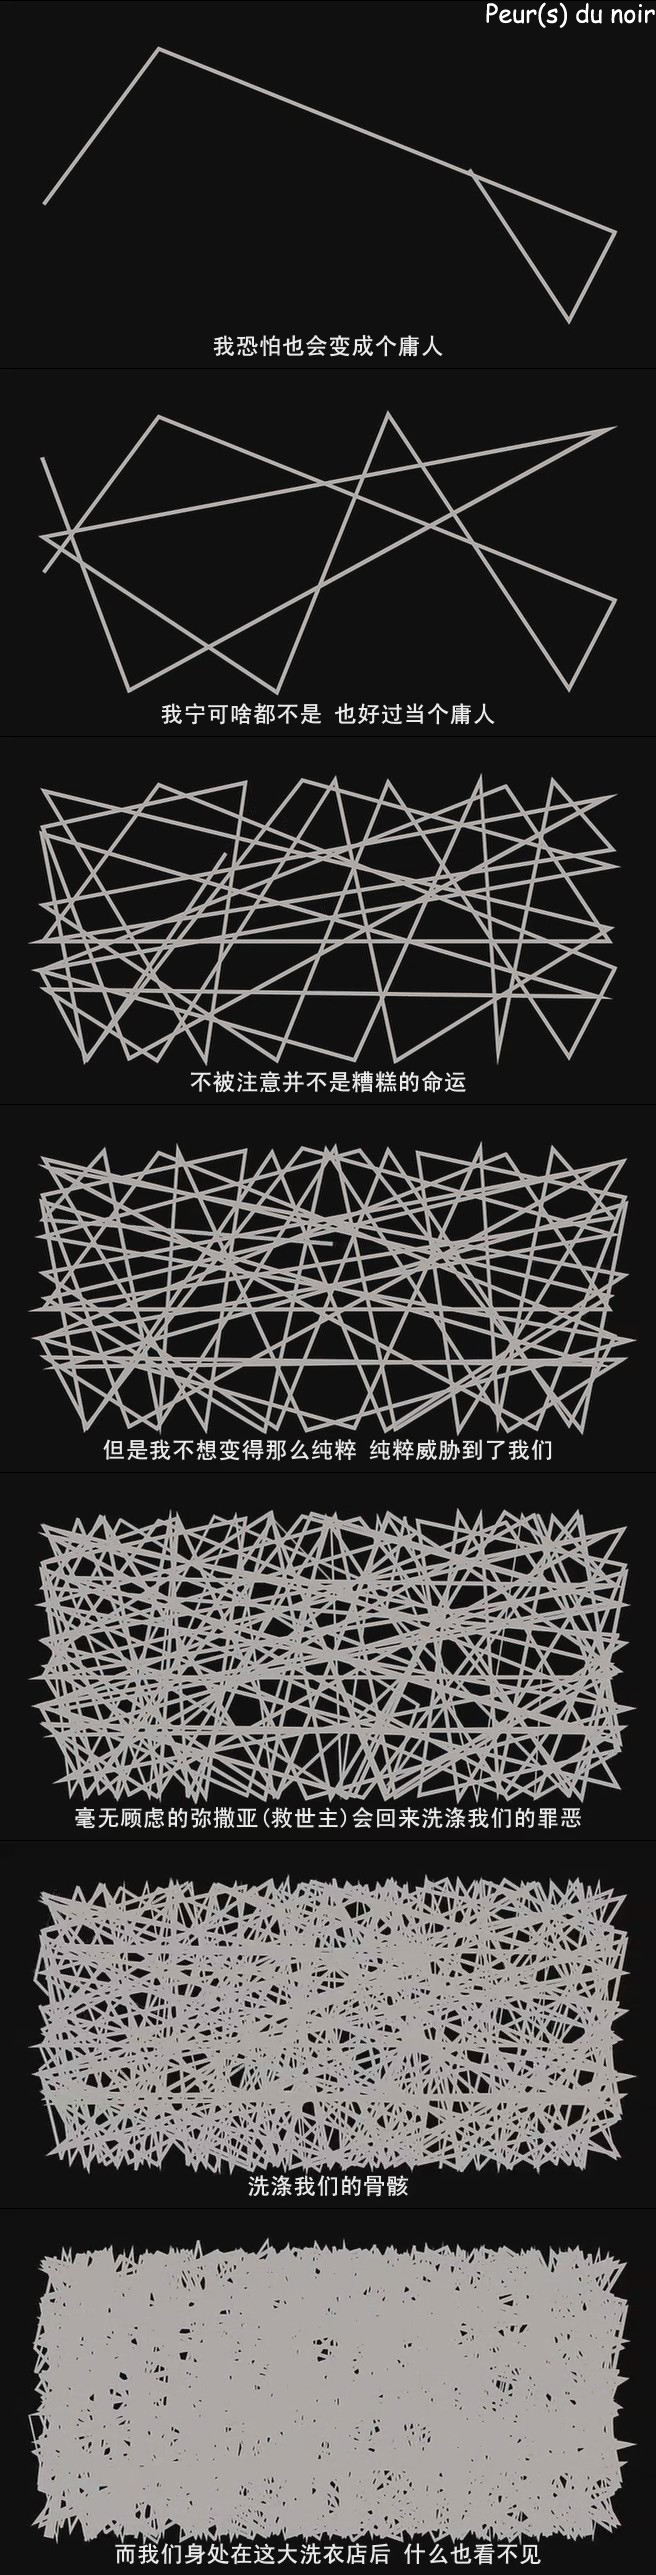 Peur(s) du noir
我恐怕也会变成个庸人
我宁可啥都不是 也好过当个庸人
不被注意并不是糟糕的命运
但是我不想变得那么纯粹 纯粹威胁到了我们
毫无顾虑的弥撒亚(救世主)会回来洗涤我们的罪恶
洗涤我们的骨骸
而我们身处在这大洗衣店后 什么也看不见